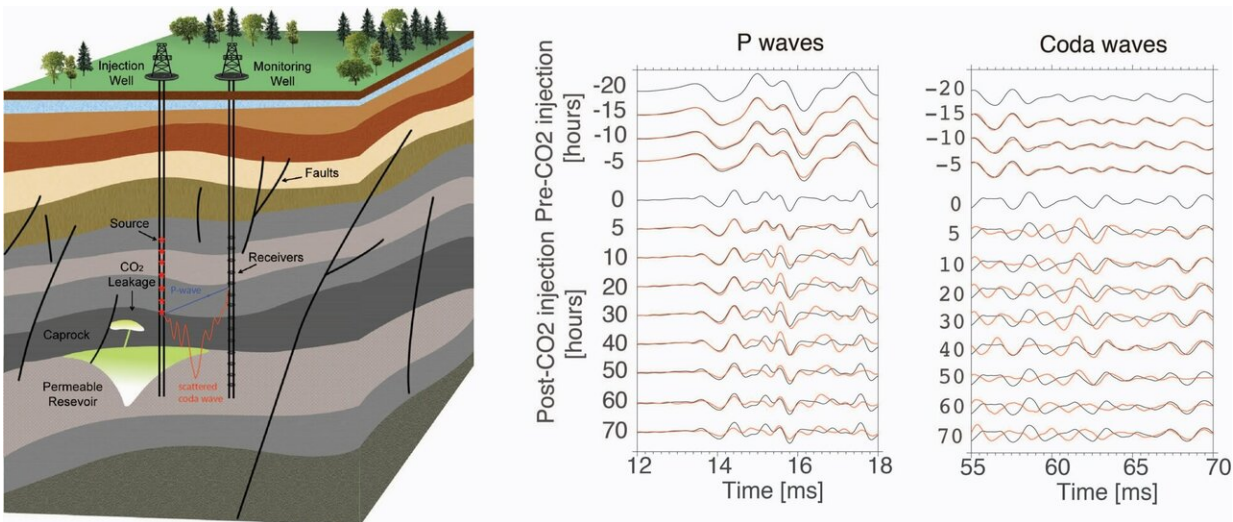 Injection
Well
Monitoring
Well
Faults
Source
CO₂
Leakage
Receivers
P-wave
Caprock
Permeable
Resevoir
scattered
coda wave
P waves
Coda waves
Post-CO2 injection Pre-CO2 injection
[hours] [hours]
-20
-15
-10
-5
0
5
10
20
30
40
50
60
70
12 14 16 18
Time [ms]
-20
-15
-10
-5
0
5
10
20
30
40
50
60
70
55 60 65 70
Time [ms]